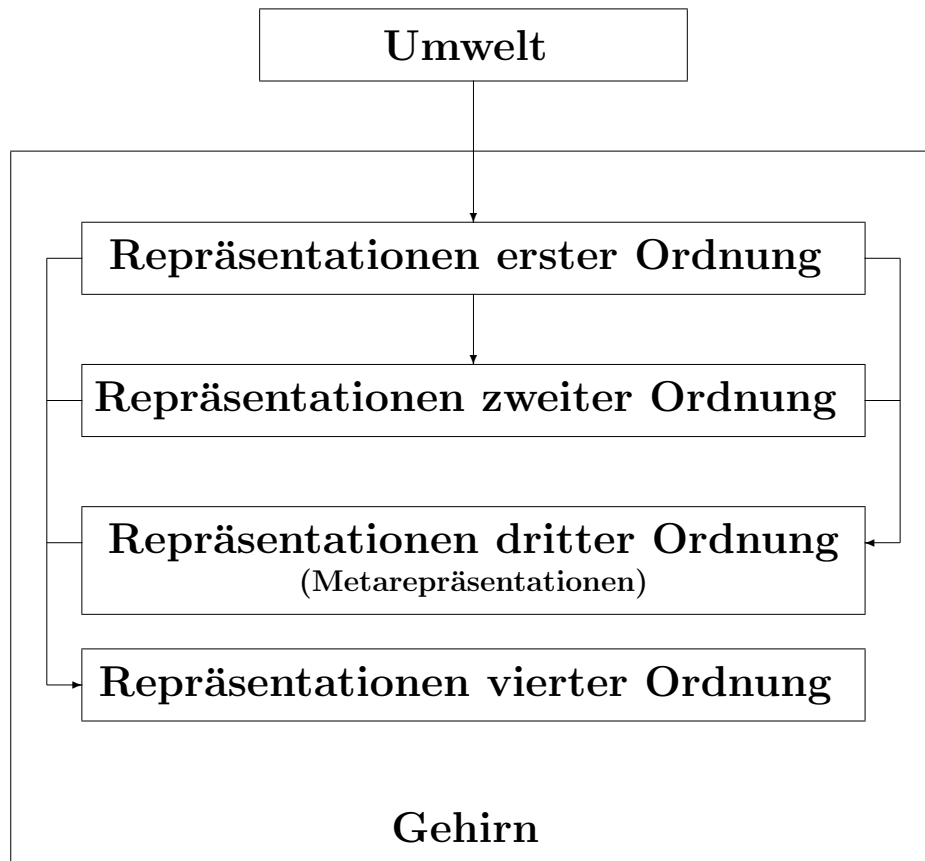 Umwelt
Repräsentationen erster Ordnung
Repräsentationen zweiter Ordnung
Repräsentationen dritter Ordnung
(Metarepräsentationen)
Repräsentationen vierter Ordnung
Gehirn